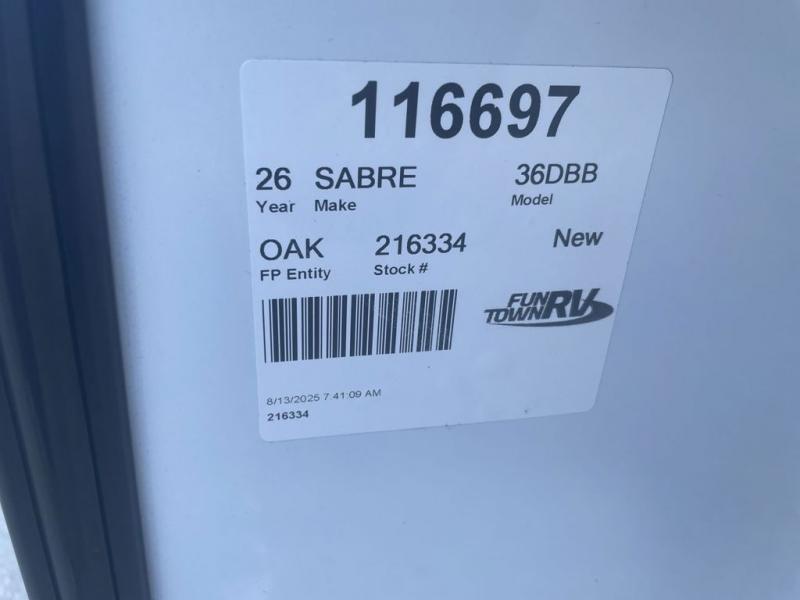 116697
26 SABRE 36DBB
Year Make Model
OAK 216334 New
FP Entity Stock #
FUN TOWN RV
8/13/2025 7:41:09 AM
216334